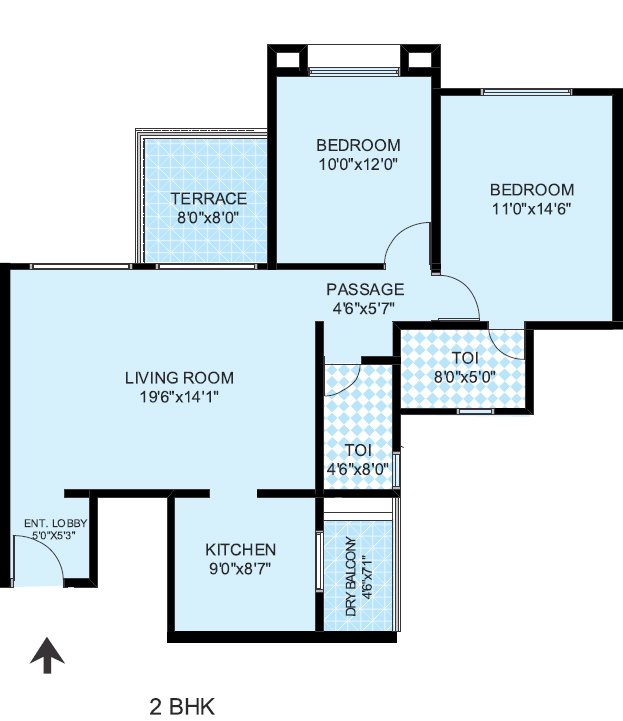 BEDROOM
10'0"x12'0"
BEDROOM
11'0"x14'6"
TERRACE
8'0"x8'0"
PASSAGE
4'6"x5'7"
TOI
8'0"x5'0"
LIVING ROOM
19'6"x14'1"
TOI
4'6"x8'0"
ENT. LOBBY
5'0"X5'3"
KITCHEN
9'0"x8'7"
DRY BALCONY
4'6"x7'1"
2 BHK